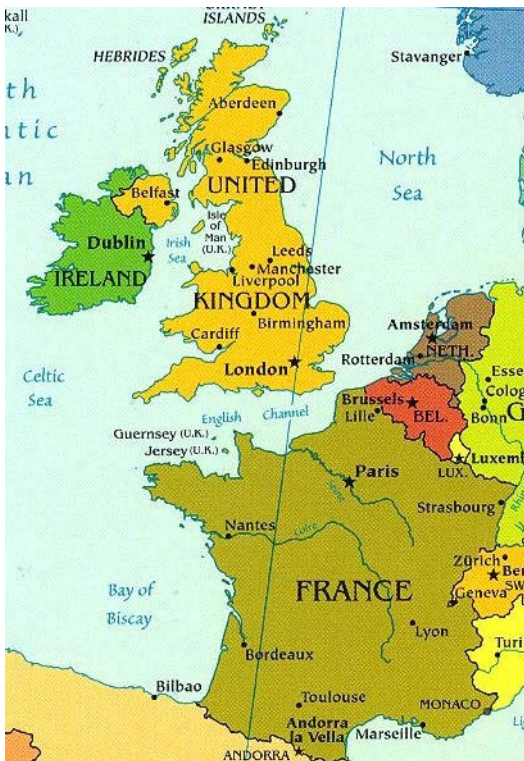 ISLANDS
kall
K.)
HEBRIDES
Stavanger
th
ntic
an
Aberdeen
Glasgow
Edinburgh
North
Sea
UNITED
Belfast
Isle
of
Man
(U.K.)
Dublin
Irish
Sea
IRELAND
Leeds
Manchester
Liverpool
KINGDOM
Birmingham
Cardiff
London
Amsterdam
NETH.
Rotterdam
Celtic
Sea
Esse
Colog
Bonn
G
Brussels
BEL.
Lille
English Channel
Guernsey (U.K.)
Jersey (U.K.)
Luxemb
LUX.
Paris
Seine
Strasbourg
Nantes
Loire
Zürich
Ber
SW
Geneva
FRANCE
Bay of
Biscay
Lyon
Turi
Bordeaux
Bilbao
Toulouse
MONACO
Marseille
Andorra
la Vella
ANDORRA